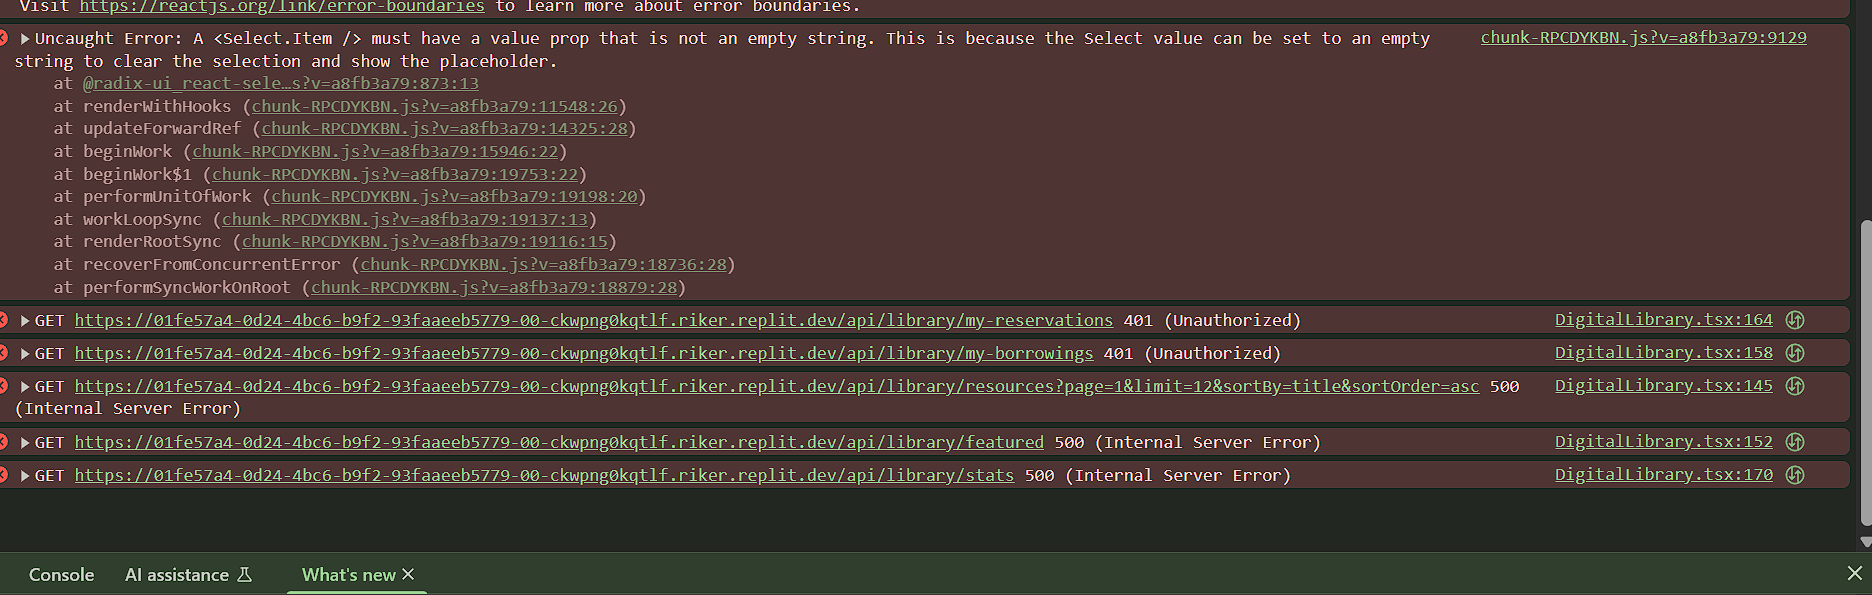 Visit https://reactjs.org/link/error-boundaries to learn more about error boundaries.
Uncaught Error: A <Select.Item /> must have a value prop that is not an empty string. This is because the Select value can be set to an empty string to clear the selection and show the placeholder. chunk-RPCDYKBN.js?v=a8fb3a79:9129
at @radix-ui_react-sele…s?v=a8fb3a79:873:13
at renderWithHooks (chunk-RPCDYKBN.js?v=a8fb3a79:11548:26)
at updateForwardRef (chunk-RPCDYKBN.js?v=a8fb3a79:14325:28)
at beginWork (chunk-RPCDYKBN.js?v=a8fb3a79:15946:22)
at beginWork$1 (chunk-RPCDYKBN.js?v=a8fb3a79:19753:22)
at performUnitOfWork (chunk-RPCDYKBN.js?v=a8fb3a79:19198:20)
at workLoopSync (chunk-RPCDYKBN.js?v=a8fb3a79:19137:13)
at renderRootSync (chunk-RPCDYKBN.js?v=a8fb3a79:19116:15)
at recoverFromConcurrentError (chunk-RPCDYKBN.js?v=a8fb3a79:18736:28)
at performSyncWorkOnRoot (chunk-RPCDYKBN.js?v=a8fb3a79:18879:28)
GET https://01fe57a4-0d24-4bc6-b9f2-93faaeeb5779-00-ckwpng0kqtlf.riker.replit.dev/api/library/my-reservations 401 (Unauthorized) DigitalLibrary.tsx:164
GET https://01fe57a4-0d24-4bc6-b9f2-93faaeeb5779-00-ckwpng0kqtlf.riker.replit.dev/api/library/my-borrowings 401 (Unauthorized) DigitalLibrary.tsx:158
GET https://01fe57a4-0d24-4bc6-b9f2-93faaeeb5779-00-ckwpng0kqtlf.riker.replit.dev/api/library/resources?page=1&limit=12&sortBy=title&sortOrder=asc 500 (Internal Server Error) DigitalLibrary.tsx:145
GET https://01fe57a4-0d24-4bc6-b9f2-93faaeeb5779-00-ckwpng0kqtlf.riker.replit.dev/api/library/featured 500 (Internal Server Error) DigitalLibrary.tsx:152
GET https://01fe57a4-0d24-4bc6-b9f2-93faaeeb5779-00-ckwpng0kqtlf.riker.replit.dev/api/library/stats 500 (Internal Server Error) DigitalLibrary.tsx:170
Console AI assistance What's new